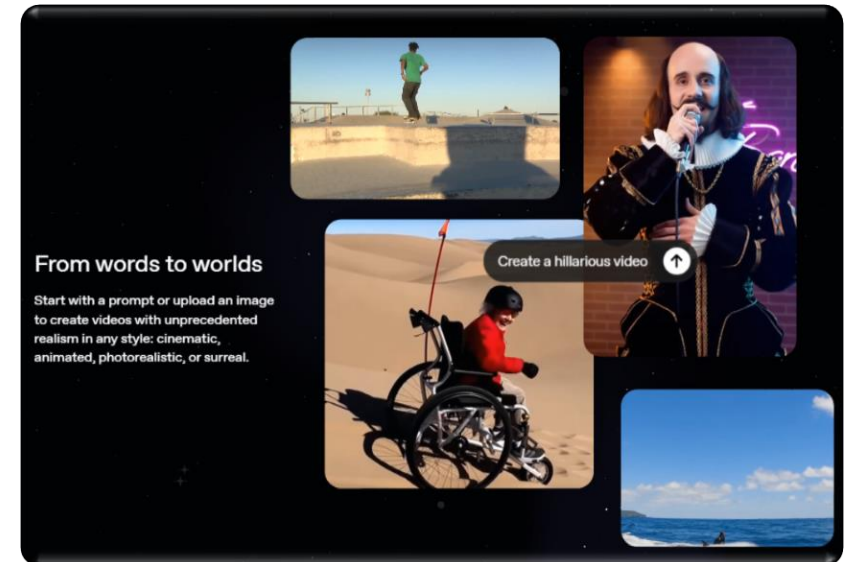 From words to worlds
Start with a prompt or upload an image
to create videos with unprecedented
realism in any style: cinematic,
animated, photorealistic, or surreal.
Create a hillarious video